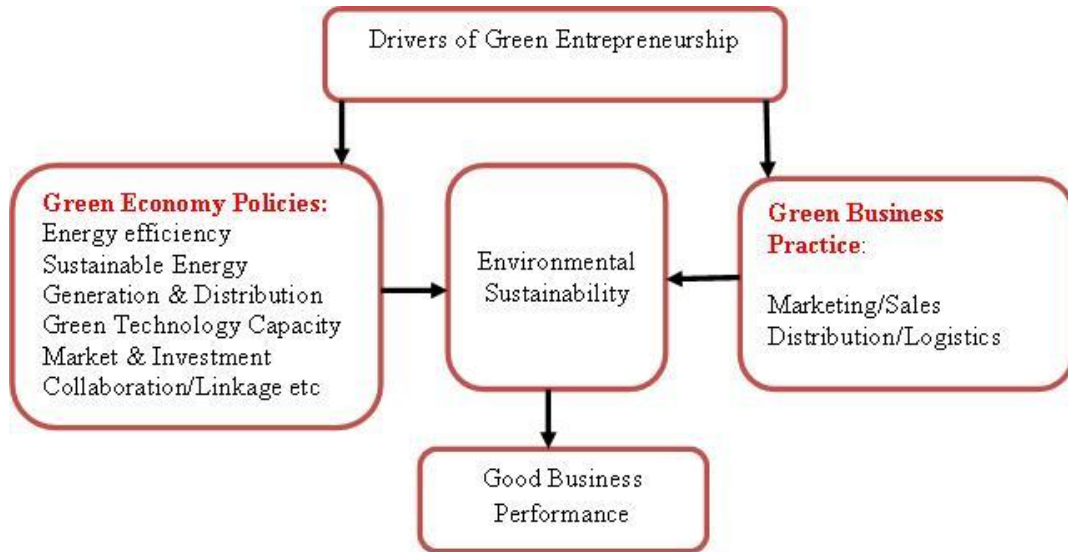 Drivers of Green Entrepreneurship
Green Economy Policies:
Energy efficiency
Sustainable Energy
Generation & Distribution
Green Technology Capacity
Market & Investment
Collaboration/Linkage etc
Environmental
Sustainability
Green Business
Practice:
Marketing/Sales
Distribution/Logistics
Good Business
Performance